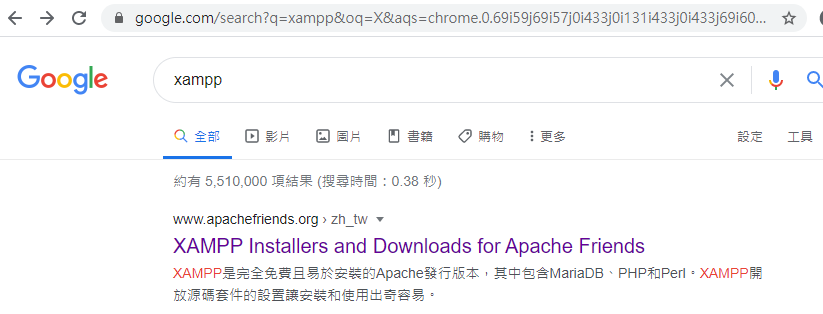 google.com/search?q=xampp&oq=X&aqs=chrome.0.69i59j69i57j0i433j0i131i433j0i433j69i60...
Google
xampp
全部 影片 圖片 書籍 購物 更多 設定 工具
約有 5,510,000 項結果 (搜尋時間：0.38 秒)
www.apachefriends.org › zh_tw
XAMPP Installers and Downloads for Apache Friends
XAMPP是完全免費且易於安裝的Apache發行版本，其中包含MariaDB、PHP和Perl。XAMPP開
放源碼套件的設置讓安裝和使用出奇容易。